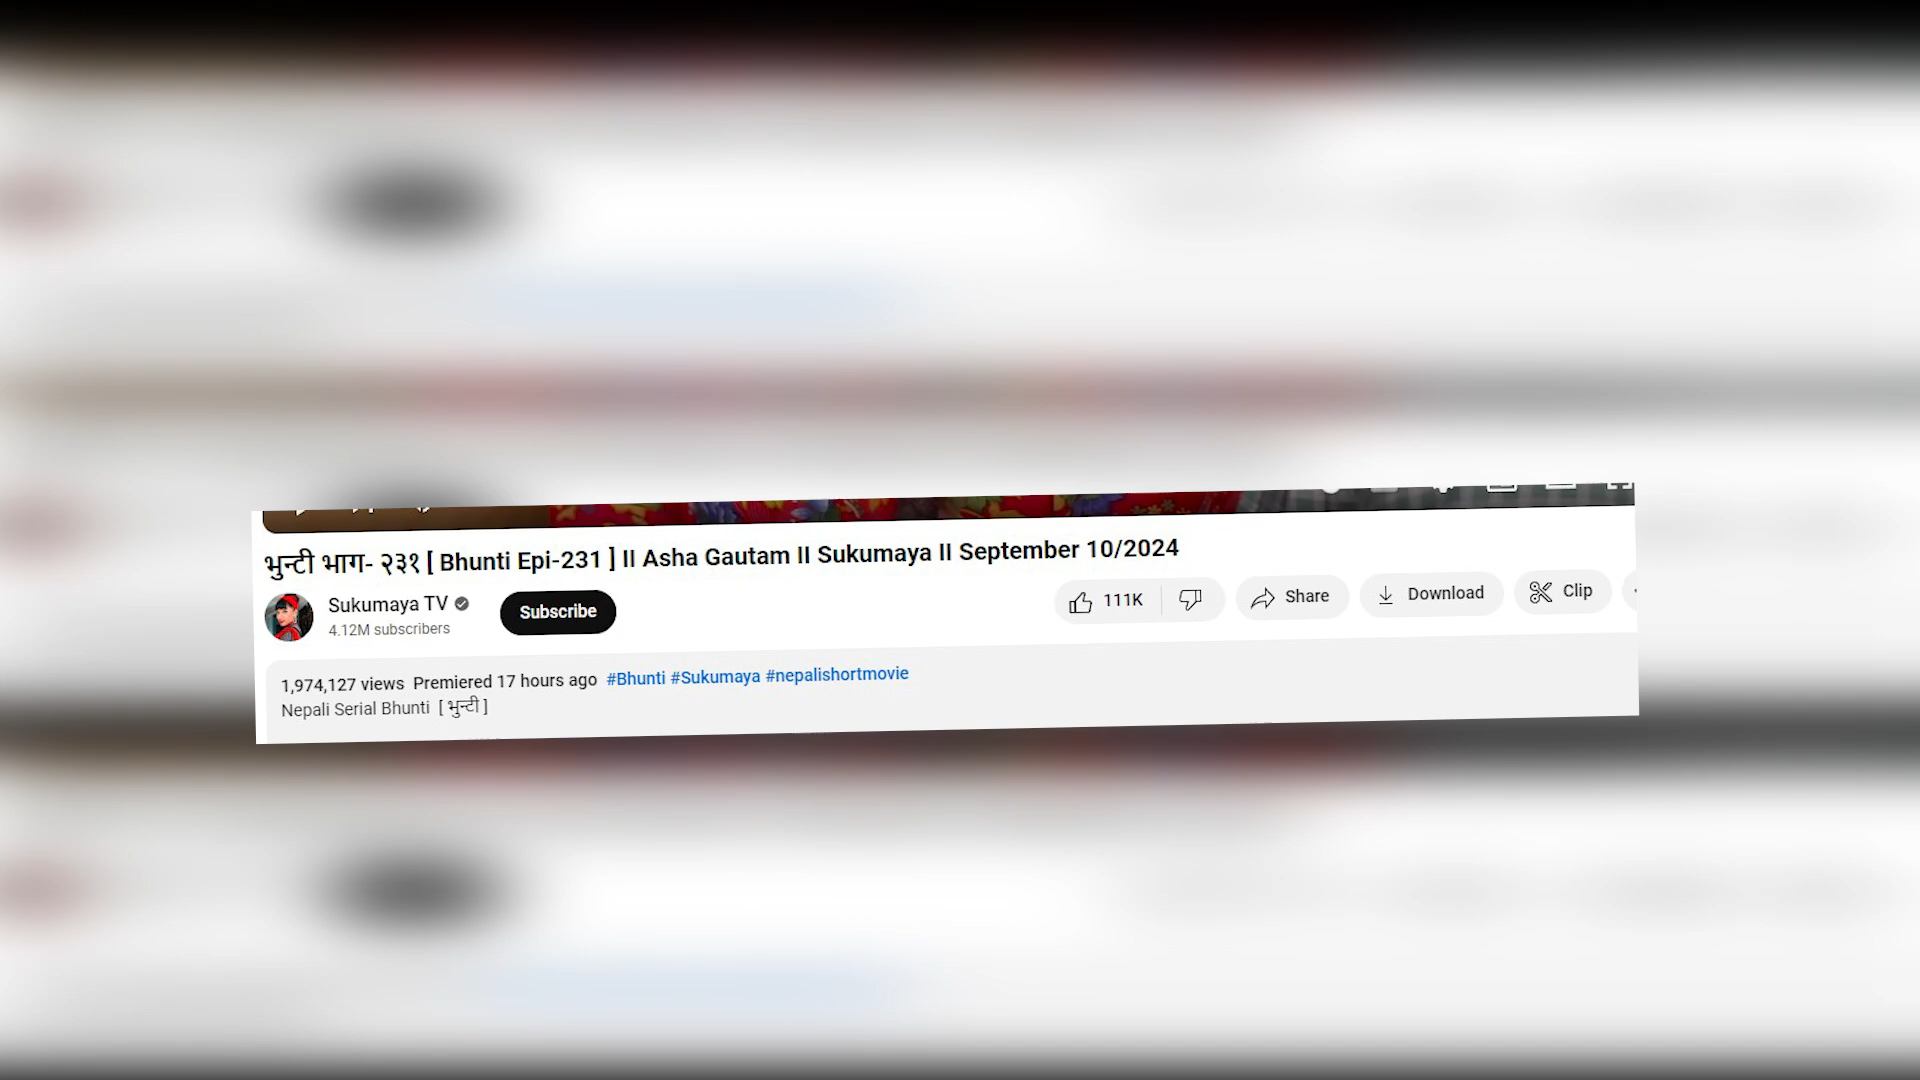 भुन्टी भाग- २३१ [ Bhunti Epi-231 ] II Asha Gautam II Sukumaya II September 10/2024
Sukumaya TV
4.12M subscribers
Subscribe
111K
Share
Download
Clip
1,974,127 views Premiered 17 hours ago #Bhunti #Sukumaya #nepalishortmovie
Nepali Serial Bhunti [ भुन्टी ]